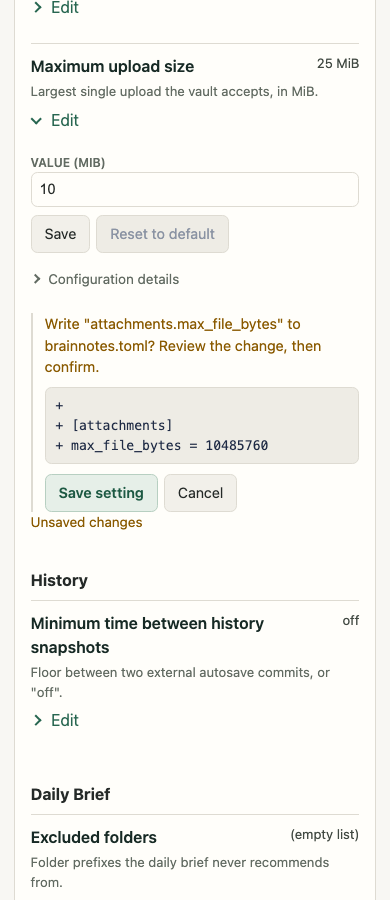 Edit
Maximum upload size
25 MiB
Largest single upload the vault accepts, in MiB.
Edit
VALUE (MIB)
10
Save
Reset to default
Configuration details
Write "attachments.max_file_bytes" to
brainnotes.toml? Review the change, then
confirm.
+
+ [attachments]
+ max_file_bytes = 10485760
Save setting
Cancel
Unsaved changes
History
Minimum time between history
snapshots
off
Floor between two external autosave commits, or
"off".
Edit
Daily Brief
Excluded folders
(empty list)
Folder prefixes the daily brief never recommends
from.